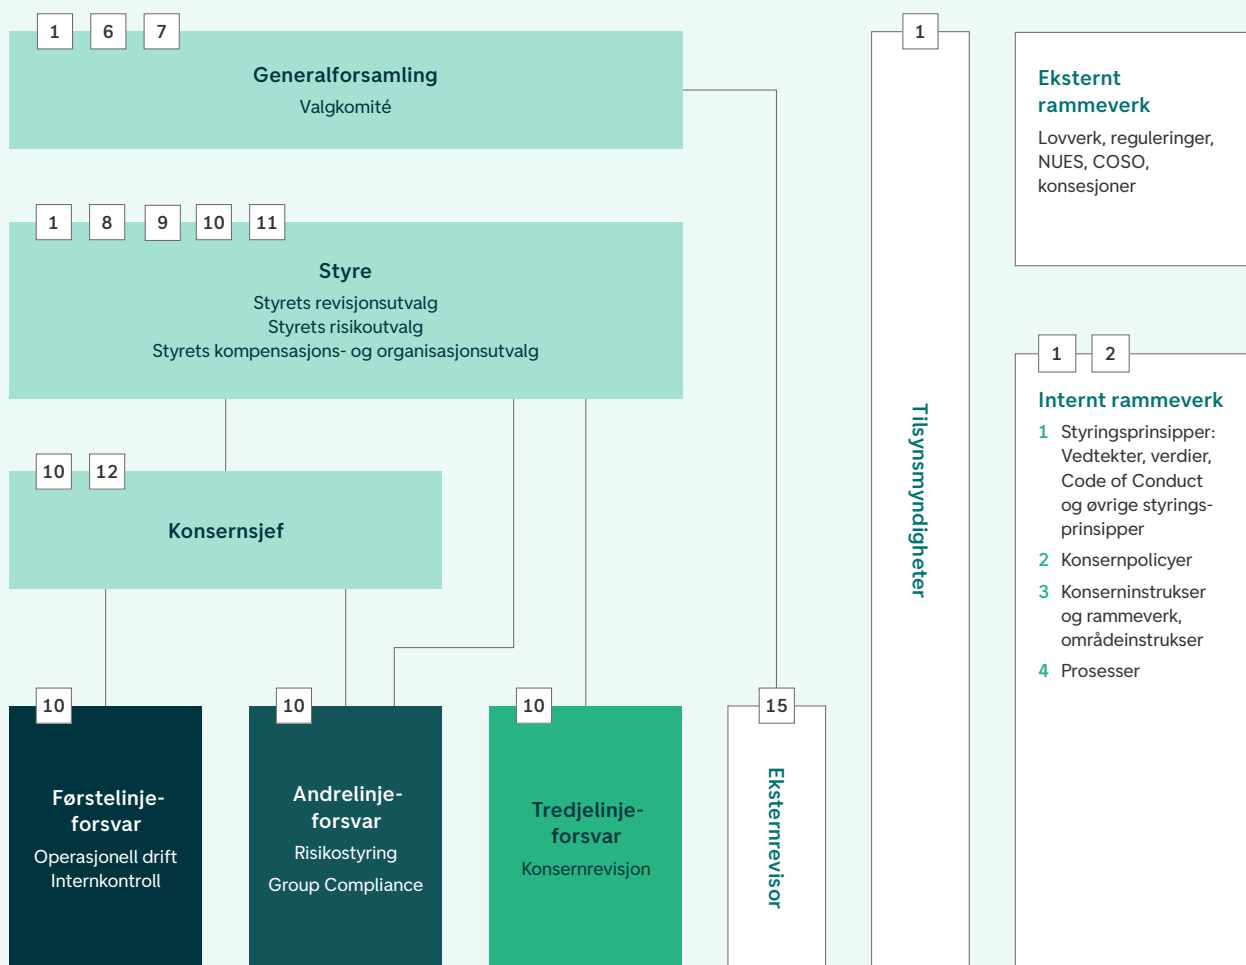 1 6 7
Generalforsamling
Valgkomité
1 8 9 10 11
Styre
Styrets revisjonsutvalg
Styrets risikoutvalg
Styrets kompensasjons- og organisasjonsutvalg
10 12
Konsernsjef
10
Førstelinje-
forsvar
Operasjonell drift
Internkontroll
10
Andrelinje-
forsvar
Risikostyring
Group Compliance
10
Tredjelinje-
forsvar
Konsernrevisjon
15
Eksternrevisor
1
Tilsynsmyndigheter
Eksternt
rammeverk
Lovverk, reguleringer,
NUES, COSO,
konsesjoner
1 2
Internt rammeverk
1 Styringsprinsipper:
Vedtekter, verdier,
Code of Conduct
og øvrige styrings-
prinsipper
2 Konsernpolicyer
3 Konserninstrukser
og rammeverk,
områdeinstrukser
4 Prosesser